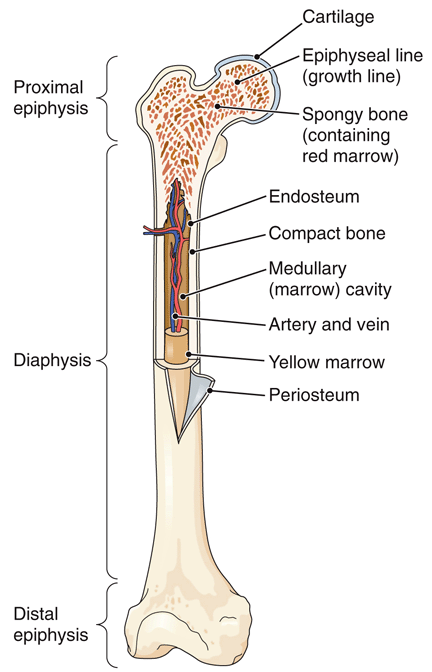 Cartilage
Epiphyseal line
(growth line)
Proximal
epiphysis
Spongy bone
(containing
red marrow)
Endosteum
Compact bone
Medullary
(marrow) cavity
Artery and vein
Diaphysis
Yellow marrow
Periosteum
Distal
epiphysis